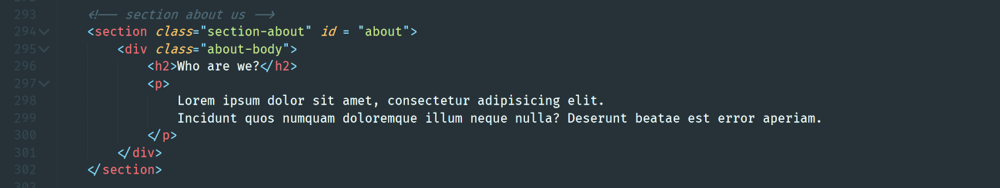 293 <!-- section about us -->
294 <section class="section-about" id = "about">
295 <div class="about-body">
296 <h2>Who are we?</h2>
297 <p>
298 Lorem ipsum dolor sit amet, consectetur adipisicing elit.
299 Incidunt quos numquam doloremque illum neque nulla? Deserunt beatae est error aperiam.
300 </p>
301 </div>
302 </section>